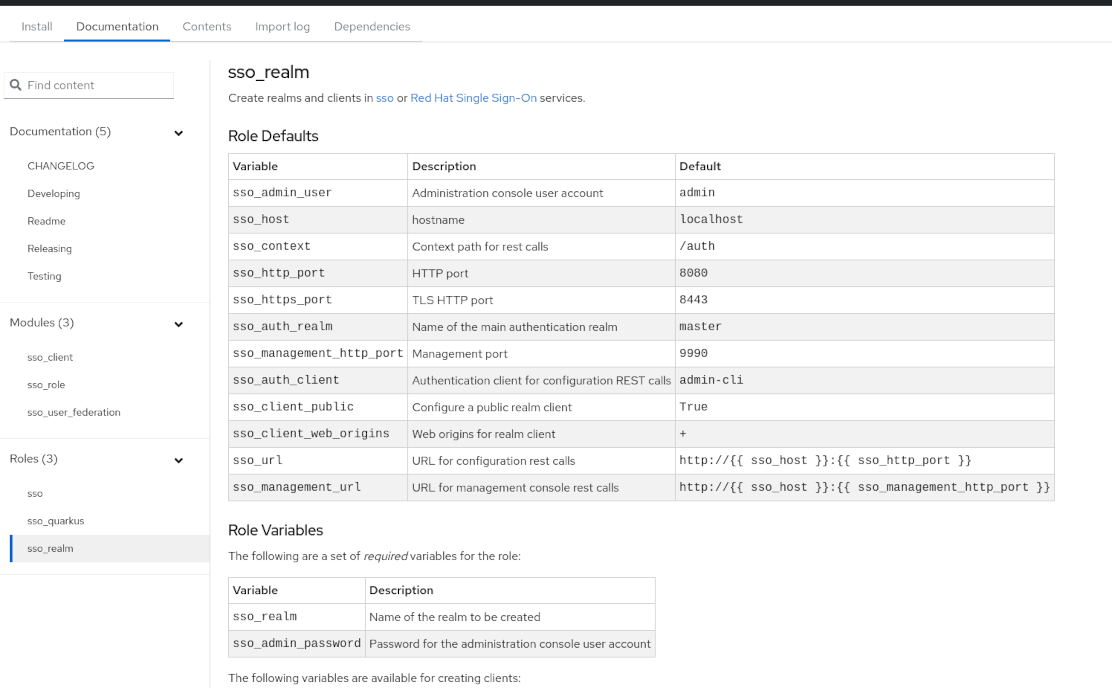 Install Documentation Contents Import log Dependencies
Find content
Documentation (5)
CHANGELOG
Developing
Readme
Releasing
Testing
Modules (3)
sso_client
sso_role
sso_user_federation
Roles (3)
sso
sso_quarkus
sso_realm
sso_realm
Create realms and clients in sso or Red Hat Single Sign-On services.
Role Defaults
Variable Description Default
sso_admin_user Administration console user account admin
sso_host hostname localhost
sso_context Context path for rest calls /auth
sso_http_port HTTP port 8080
sso_https_port TLS HTTP port 8443
sso_auth_realm Name of the main authentication realm master
sso_management_http_port Management port 9990
sso_auth_client Authentication client for configuration REST calls admin-cli
sso_client_public Configure a public realm client True
sso_client_web_origins Web origins for realm client +
sso_url URL for configuration rest calls http://{{ sso_host }}:{{ sso_http_port }}
sso_management_url URL for management console rest calls http://{{ sso_host }}:{{ sso_management_http_port }}
Role Variables
The following are a set of required variables for the role:
Variable Description
sso_realm Name of the realm to be created
sso_admin_password Password for the administration console user account
The following variables are available for creating clients: